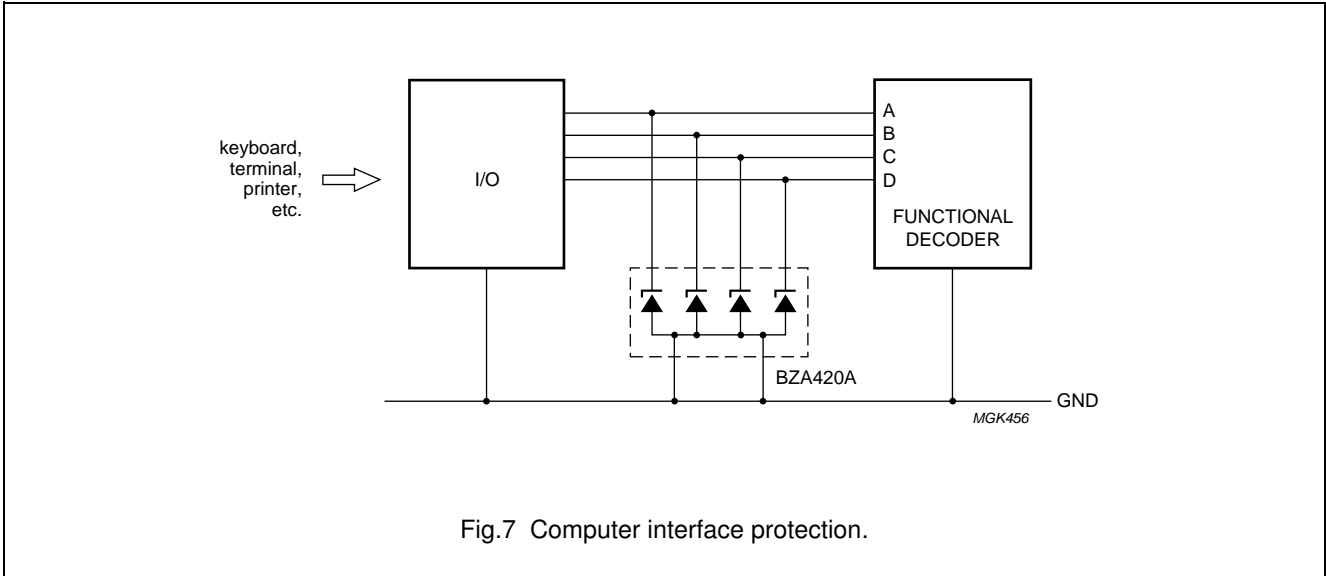 keyboard,
terminal,
printer,
etc.
I/O
A
B
C
D
FUNCTIONAL
DECODER
BZA420A
GND
MGK456
Fig.7 Computer interface protection.